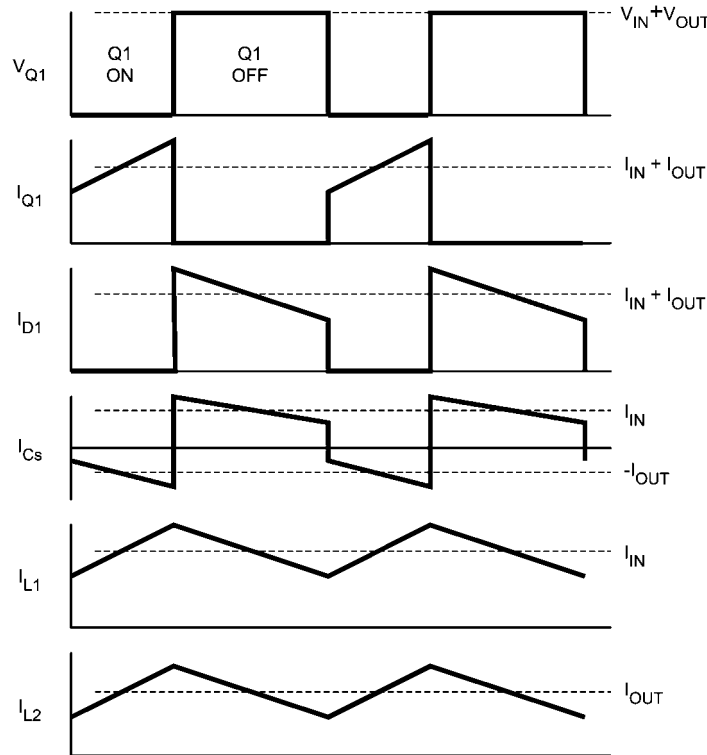 V_IN+V_OUT
V_Q1
Q1
ON
Q1
OFF
I_Q1
I_IN + I_OUT
I_D1
I_IN + I_OUT
I_Cs
I_IN
-I_OUT
I_L1
I_IN
I_L2
I_OUT